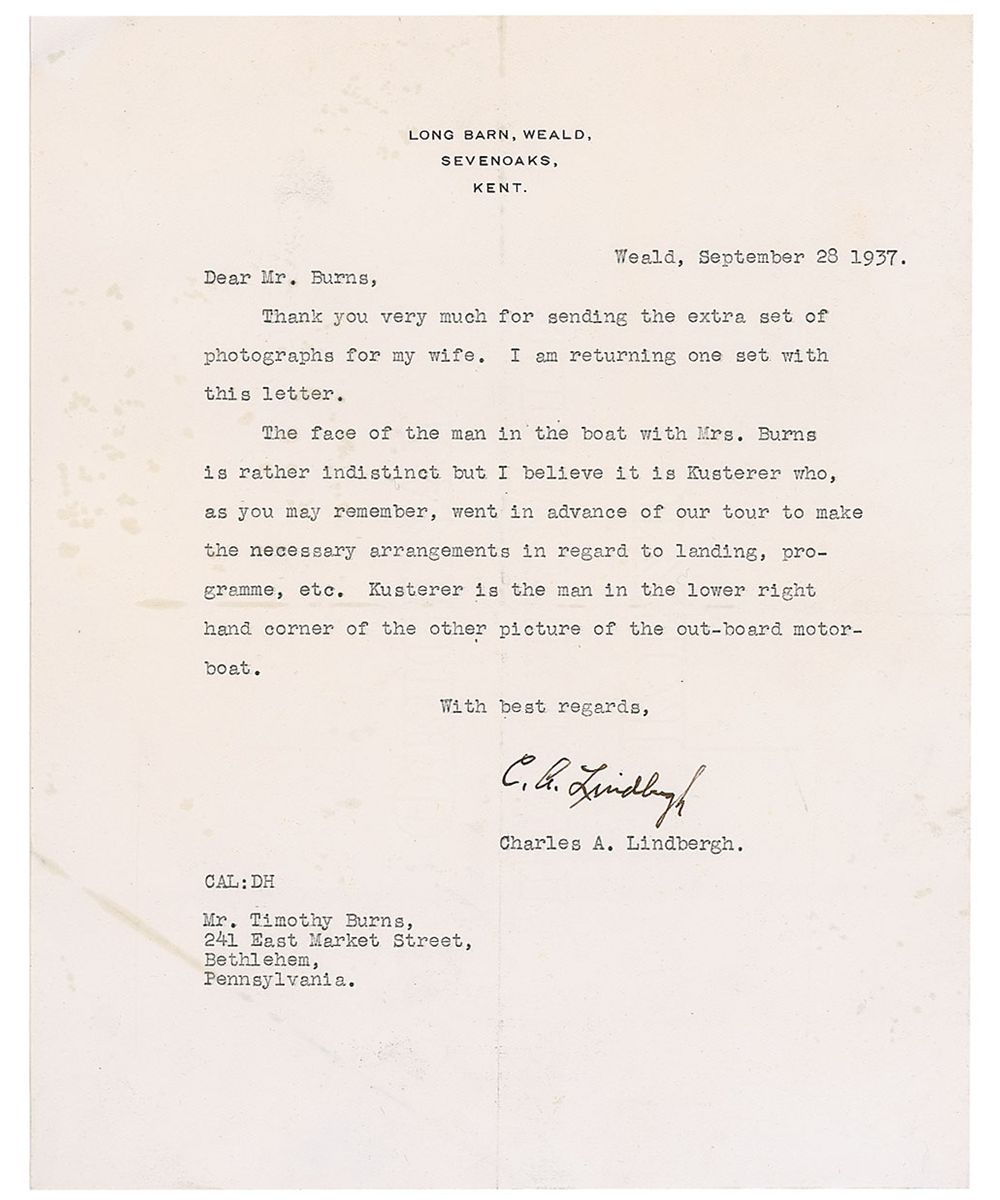 LONG BARN, WEALD,
SEVENOAKS,
KENT.
Weald, September 28 1937.
Dear Mr. Burns,
Thank you very much for sending the extra set of
photographs for my wife. I am returning one set with
this letter.
The face of the man in the boat with Mrs. Burns
is rather indistinct but I believe it is Kusterer who,
as you may remember, went in advance of our tour to make
the necessary arrangements in regard to landing, pro-
gramme, etc. Kusterer is the man in the lower right
hand corner of the other picture of the out-board motor-
boat.
With best regards,
C. A. Lindbergh
Charles A. Lindbergh.
CAL:DH
Mr. Timothy Burns,
241 East Market Street,
Bethlehem,
Pennsylvania.